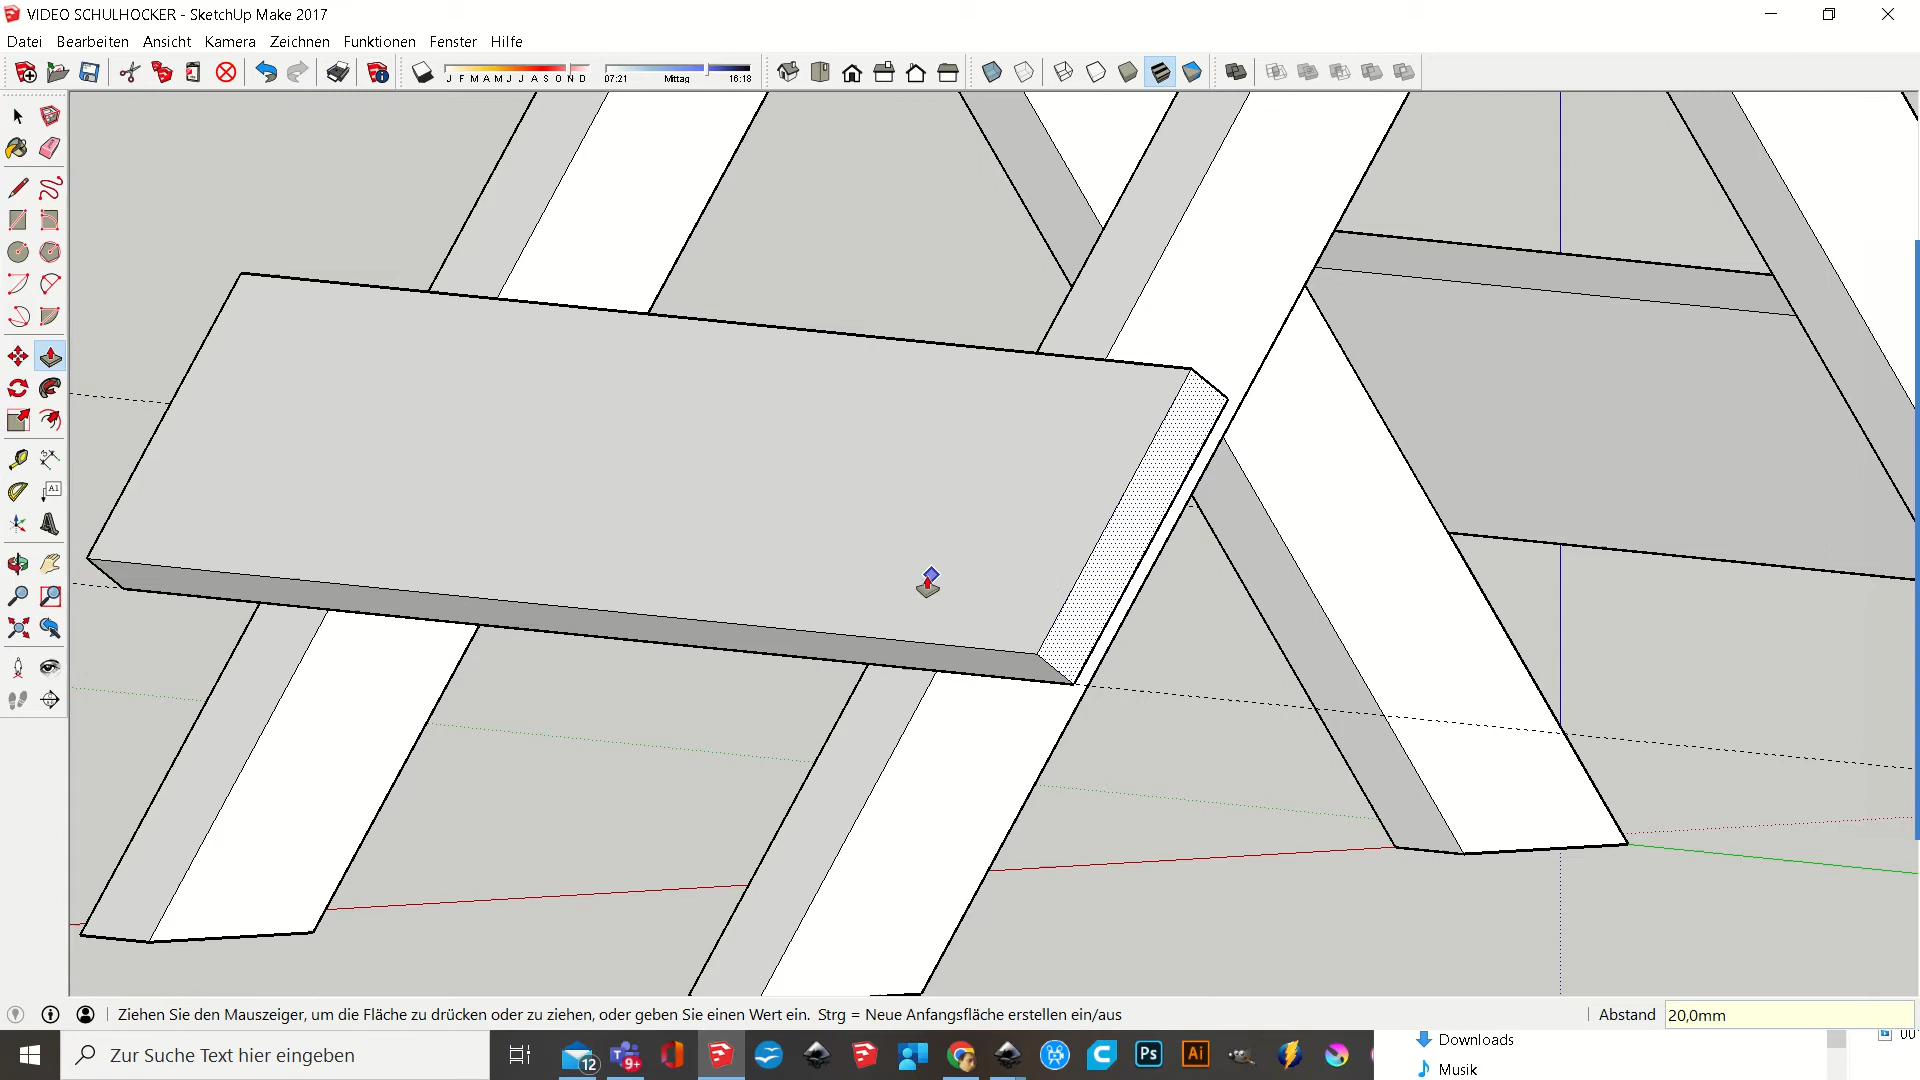 VIDEO SCHULHOCKER - SketchUp Make 2017
Datei Bearbeiten Ansicht Kamera Zeichnen Funktionen Fenster Hilfe
J F M A M J J A S O N D 07:21 Mittag 16:18
A1
Ziehen Sie den Mauszeiger, um die Fläche zu drücken oder zu ziehen, oder geben Sie einen Wert ein. Strg = Neue Anfangsfläche erstellen ein/aus Abstand 20,0mm
Downloads
00
Zur Suche Text hier eingeben 12 9+ Ps Ai
Musik